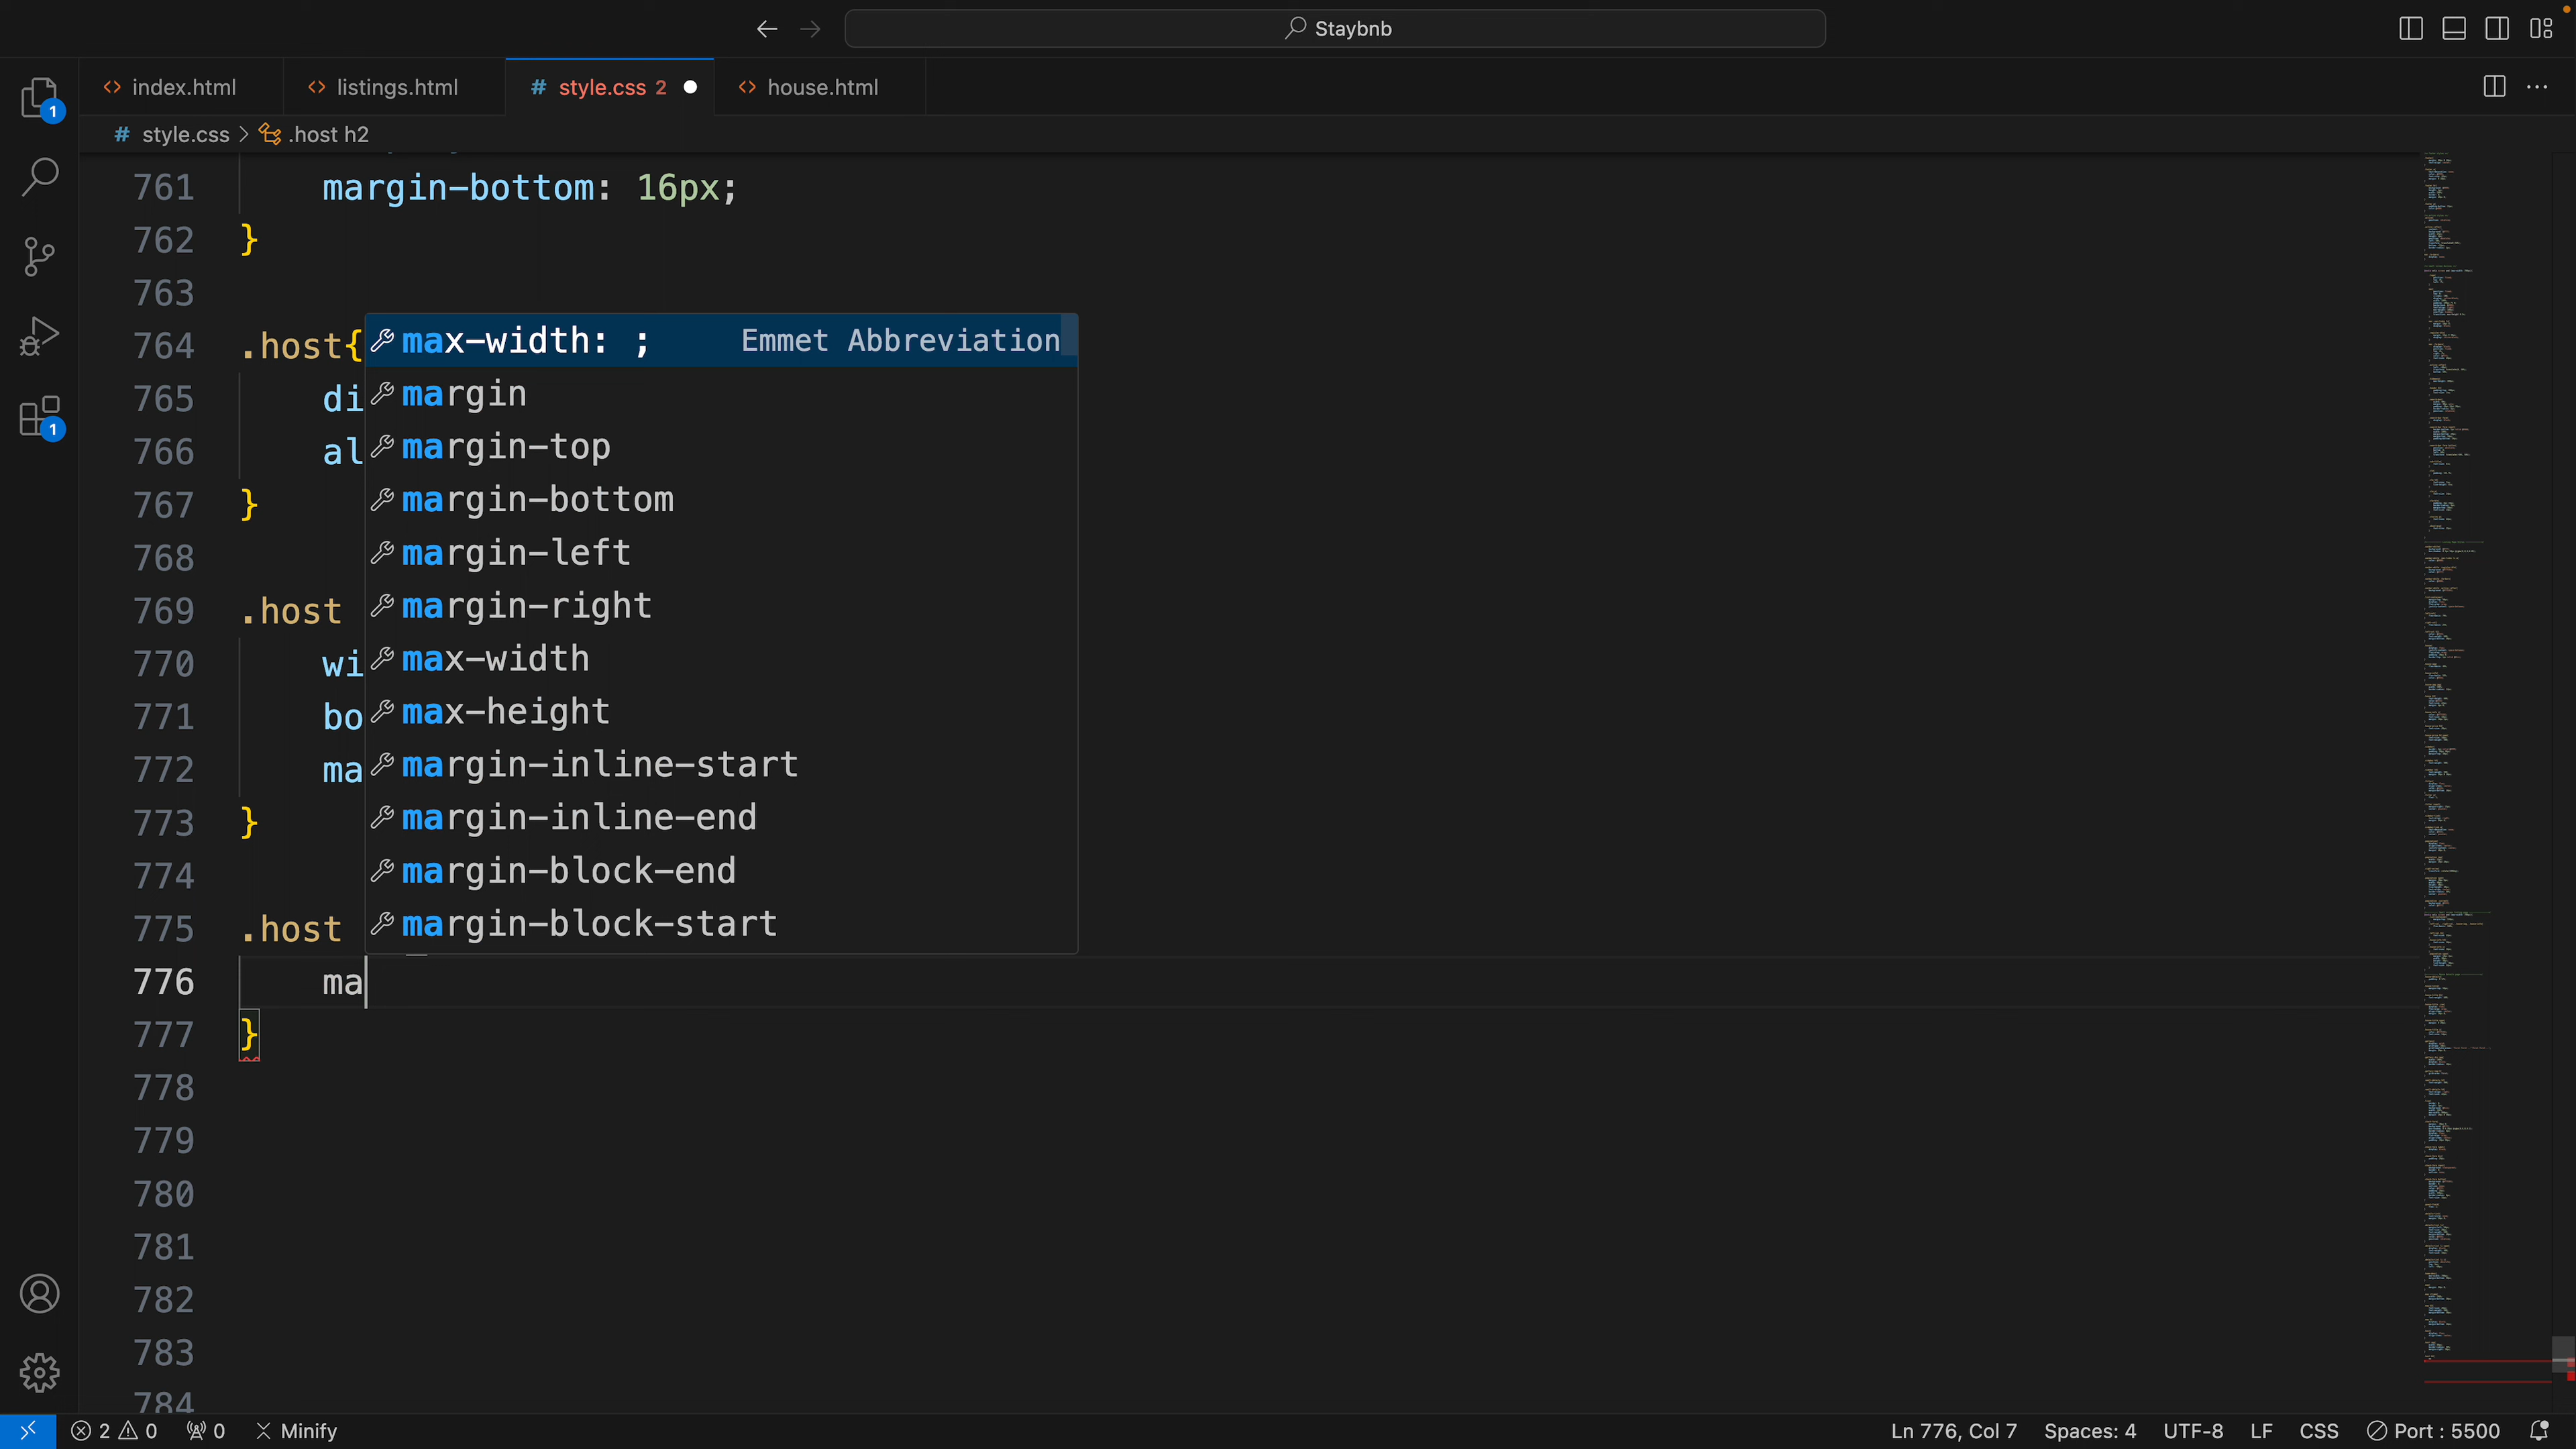 Staybnb
index.html
listings.html
# style.css 2
house.html
# style.css > .host h2
1
1
761 margin-bottom: 16px;
762 }
763
764 .host{
765 di
766 al
767 }
768
769 .host
770 wi
771 bo
772 ma
773 }
774
775 .host
776 ma
777 }
778
779
780
781
782
783
784
max-width: ; Emmet Abbreviation
margin
margin-top
margin-bottom
margin-left
margin-right
max-width
max-height
margin-inline-start
margin-inline-end
margin-block-end
margin-block-start
2 0 0 Minify
Ln 776, Col 7 Spaces: 4 UTF-8 LF CSS Port : 5500